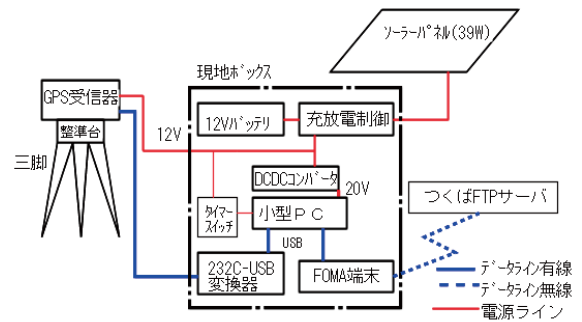 ｿｰﾗｰﾊﾟﾈﾙ(39W)
現地ﾎﾞｯｸｽ
GPS受信器
12Vﾊﾞｯﾃﾘ
充放電制御
整準台
12V
三脚
DCDCｺﾝﾊﾞｰﾀ
20V
ﾀｲﾏｰ
ｽｲｯﾁ
小型ＰＣ
つくばFTPサーバ
USB
232C-USB
変換器
FOMA端末
ﾃﾞｰﾀﾗｲﾝ有線
ﾃﾞｰﾀﾗｲﾝ無線
電源ライン